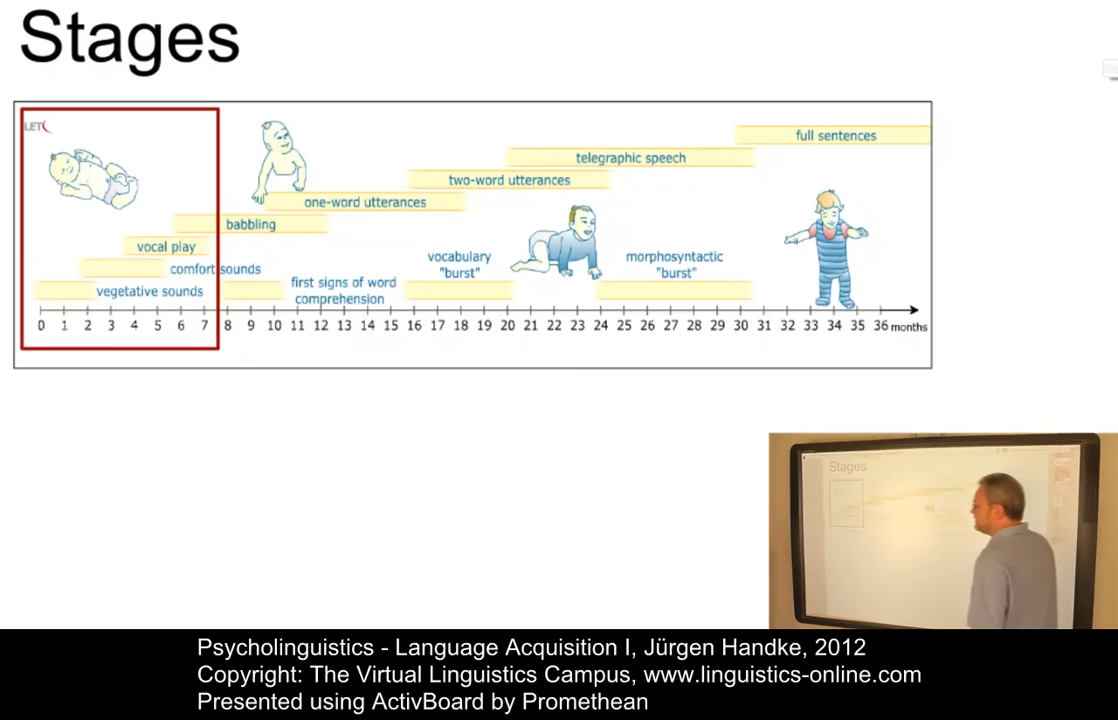 Stages
LET
full sentences
telegraphic speech
two-word utterances
one-word utterances
babbling
vocal play
vocabulary
"burst"
morphosyntactic
"burst"
comfort sounds
first signs of word
comprehension
vegetative sounds
0 1 2 3 4 5 6 7 8 9 10 11 12 13 14 15 16 17 18 19 20 21 22 23 24 25 26 27 28 29 30 31 32 33 34 35 36 months
Stages
Psycholinguistics - Language Acquisition I, Jürgen Handke, 2012
Copyright: The Virtual Linguistics Campus, www.linguistics-online.com
Presented using ActivBoard by Promethean